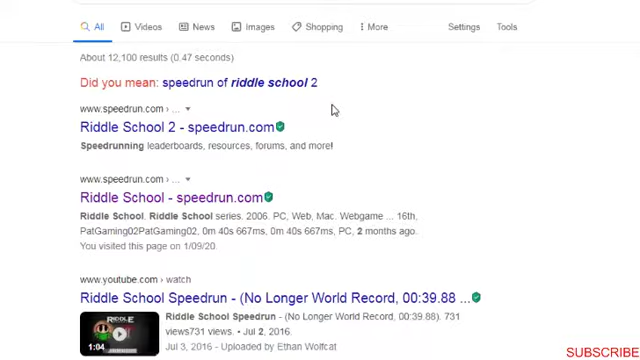 All Videos News Images Shopping More Settings Tools
About 12,100 results (0.47 seconds)
Did you mean: speedrun of riddle school 2
www.speedrun.com › ...
Riddle School 2 - speedrun.com
Speedrunning leaderboards, resources, forums, and more!
www.speedrun.com › ...
Riddle School - speedrun.com
Riddle School. Riddle School series. 2006. PC, Web, Mac. Webgame ... 16th,
PatGaming02PatGaming02, 0m 40s 667ms, 0m 40s 667ms, PC, 2 months ago.
You visited this page on 1/09/20.
www.youtube.com › watch
Riddle School Speedrun - (No Longer World Record, 00:39.88 ...
RIDDLE
1:04
Riddle School Speedrun - (No Longer World Record, 00:39.88). 731
views731 views. • Jul 2, 2016.
Jul 3, 2016 - Uploaded by Ethan Wolfcat
SUBSCRIBE